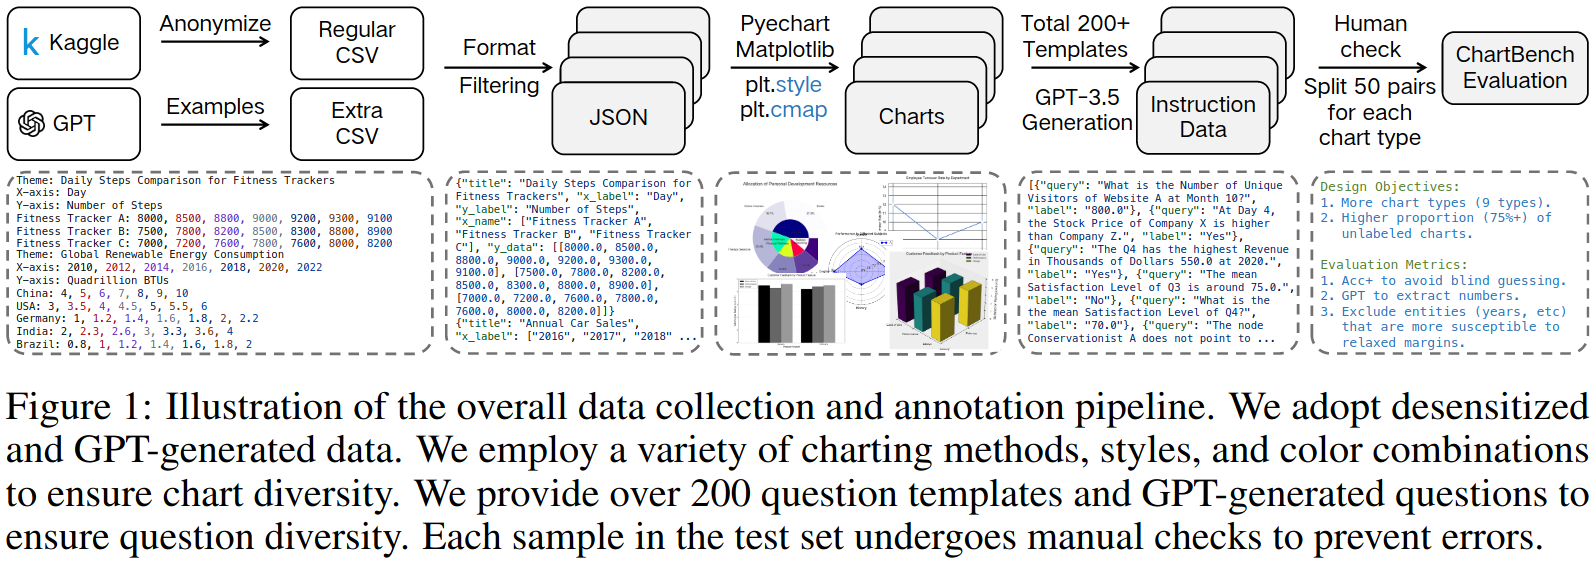 Kaggle
Anonymize
Regular
CSV
GPT
Examples
Extra
CSV
Format
Filtering
JSON
Pyechart
Matplotlib
plt.style
plt.cmap
Charts
Total 200+
Templates
GPT-3.5
Generation
Instruction
Data
Human
check
Split 50 pairs
for each
chart type
ChartBench
Evaluation
Theme: Daily Steps Comparison for Fitness Trackers
X-axis: Day
Y-axis: Number of Steps
Fitness Tracker A: 8000, 8500, 8800, 9000, 9200, 9300, 9100
Fitness Tracker B: 7500, 7800, 8200, 8500, 8300, 8800, 8900
Fitness Tracker C: 7000, 7200, 7600, 7800, 7600, 8000, 8200
Theme: Global Renewable Energy Consumption
X-axis: 2010, 2012, 2014, 2016, 2018, 2020, 2022
Y-axis: Quadrillion BTUs
China: 4, 5, 6, 7, 8, 9, 10
USA: 3, 3.5, 4, 4.5, 5, 5.5, 6
Germany: 1, 1.2, 1.4, 1.6, 1.8, 2, 2.2
India: 2, 2.3, 2.6, 3, 3.3, 3.6, 4
Brazil: 0.8, 1, 1.2, 1.4, 1.6, 1.8, 2
{"title": "Daily Steps Comparison for
Fitness Trackers", "x_label": "Day",
"y_label": "Number of Steps",
"x_name": ["Fitness Tracker A",
"Fitness Tracker B", "Fitness Tracker
C"], "y_data": [[8000.0, 8500.0,
8800.0, 9000.0, 9200.0, 9300.0,
9100.0], [7500.0, 7800.0, 8200.0,
8500.0, 8300.0, 8800.0, 8900.0],
[7000.0, 7200.0, 7600.0, 7800.0,
7600.0, 8000.0, 8200.0]]}
{"title": "Annual Car Sales",
"x_label": ["2016", "2017", "2018" ...
Allocation of Personal Development Resources
Employee Turnover Rate by Department
Customer Feedback by Product Feature
[{"query": "What is the Number of Unique
Visitors of Website A at Month 10?",
"label": "800.0"}, {"query": "At Day 4,
the Stock Price of Company X is higher
than Company Z.", "label": "Yes"},
{"query": "The Q4 has the highest Revenue
in Thousands of Dollars 550.0 at 2020.",
"label": "Yes"}, {"query": "The mean
Satisfaction Level of Q3 is around 75.0.",
"label": "No"}, {"query": "What is the
the mean Satisfaction Level of Q4?",
"label": "70.0"}, {"query": "The node
Conservationist A does not point to ...
Design Objectives:
1. More chart types (9 types).
2. Higher proportion (75%+) of
unlabeled charts.
Evaluation Metrics:
1. Acc+ to avoid blind guessing.
2. GPT to extract numbers.
3. Exclude entities (years, etc)
that are more susceptible to
relaxed margins.
Figure 1: Illustration of the overall data collection and annotation pipeline. We adopt desensitized
and GPT-generated data. We employ a variety of charting methods, styles, and color combinations
to ensure chart diversity. We provide over 200 question templates and GPT-generated questions to
ensure question diversity. Each sample in the test set undergoes manual checks to prevent errors.